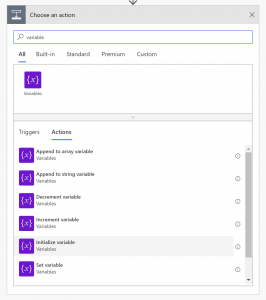 Choose an action
variable
All Built-in Standard Premium Custom
Variables
Triggers Actions
Append to array variable
Variables
Append to string variable
Variables
Decrement variable
Variables
Increment variable
Variables
Initialize variable
Variables
Set variable
Variables